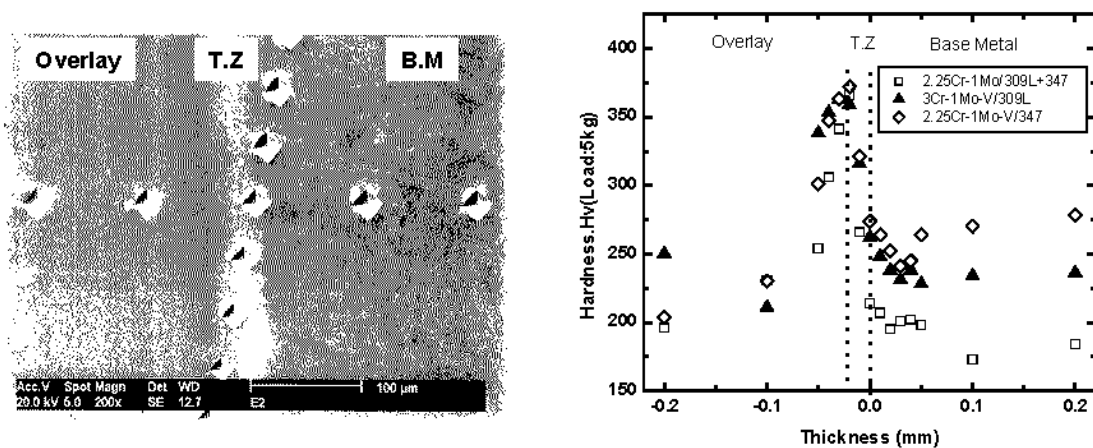 Overlay T.Z B.M
Acc.V Spot Magn Det WD 100 µm
20.0 kV 5.0 200x SE 12.7 E2
400
350
300
250
200
150
Hardness.Hv(Load:5kg)
Overlay T.Z Base Metal
2.25Cr-1Mo/309L+347
3Cr-1Mo-V/309L
2.25Cr-1Mo-V/347
-0.2 -0.1 0.0 0.1 0.2
Thickness (mm)